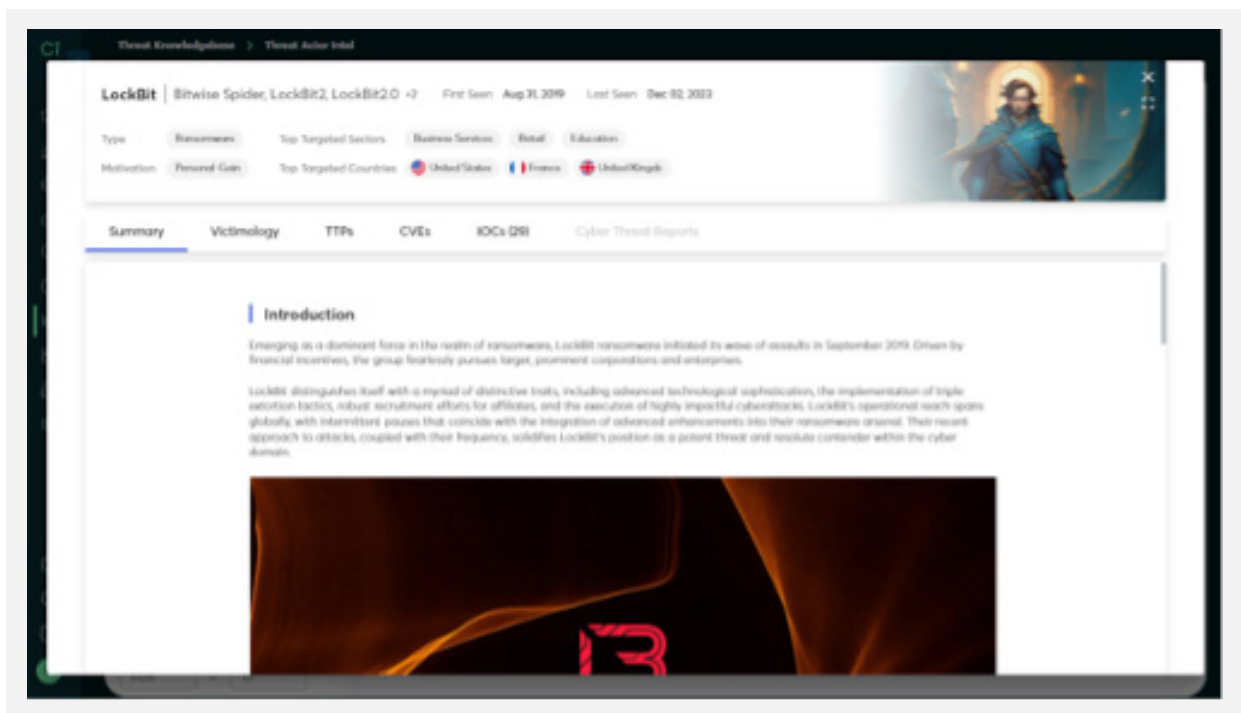 Threat Knowledgebase > Threat Actor Intel
LockBit | Bitwise Spider, LockBit2, LockBit2.0 +2 First Seen Aug 31, 2019 Last Seen Dec 02, 2023
Type Ransomware Top Targeted Sectors Business Services Retail Education
Motivation Personal Gain Top Targeted Countries United States France United Kingdo
Summary Victimology TTPs CVEs IOCs (29) Cyber Threat Reports
Introduction
Emerging as a dominant force in the realm of ransomware, LockBit ransomware initiated its wave of assaults in September 2019. Driven by
financial incentives, the group fearlessly pursues larger, prominent corporations and enterprises.
LockBit distinguishes itself with a myriad of distinctive traits, including advanced technological sophistication, the implementation of triple
extortion tactics, robust recruitment efforts for affiliates, and the execution of highly impactful cyberattacks. LockBit's operational reach spans
globally, with intermittent pauses that coincide with the integration of advanced enhancements into their ransomware arsenal. Their recent
approach to attacks, coupled with their frequency, solidifies LockBit's position as a potent threat and resolute contender within the cyber
domain.